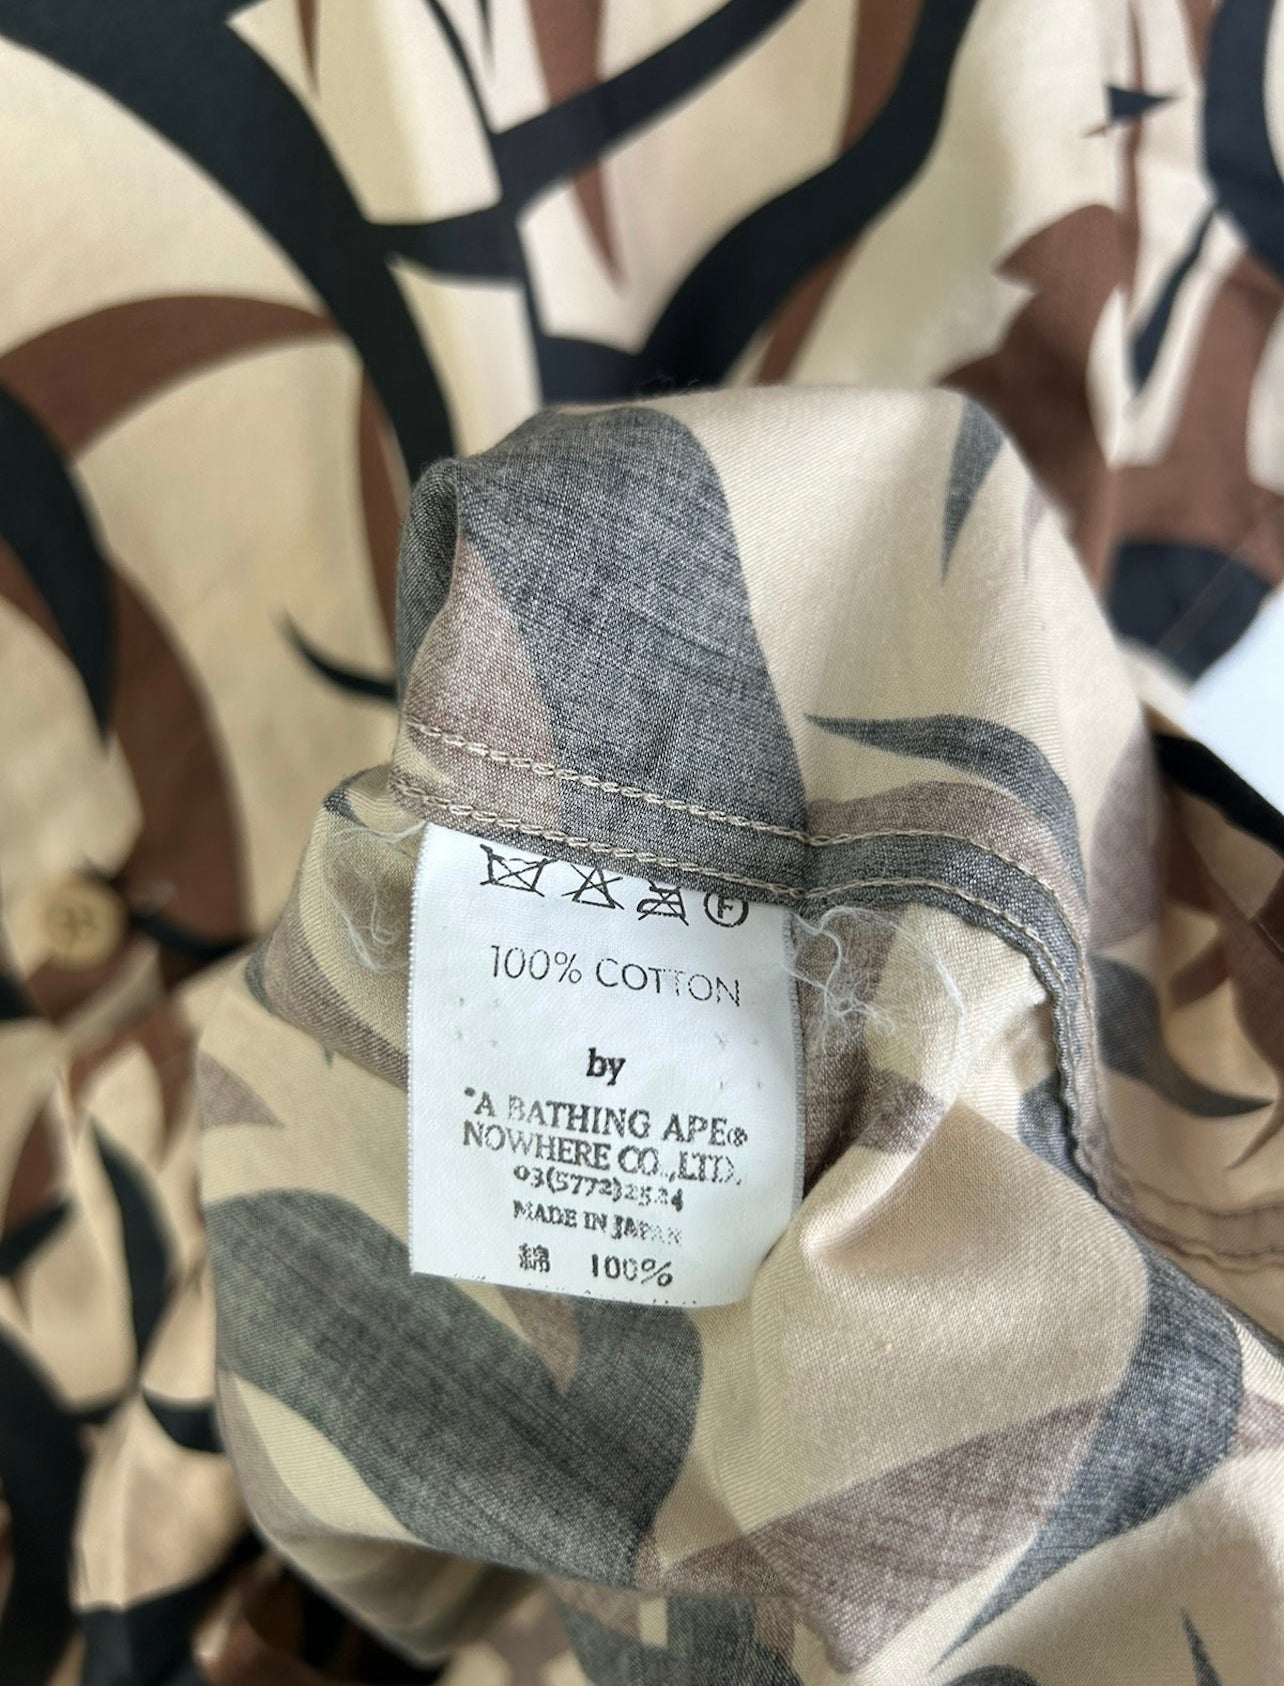 F
100% COTTON
by
"A BATHING APE®
NOWHERE CO.,LTD.
03(5772)2524
MADE IN JAPAN
綿 100%